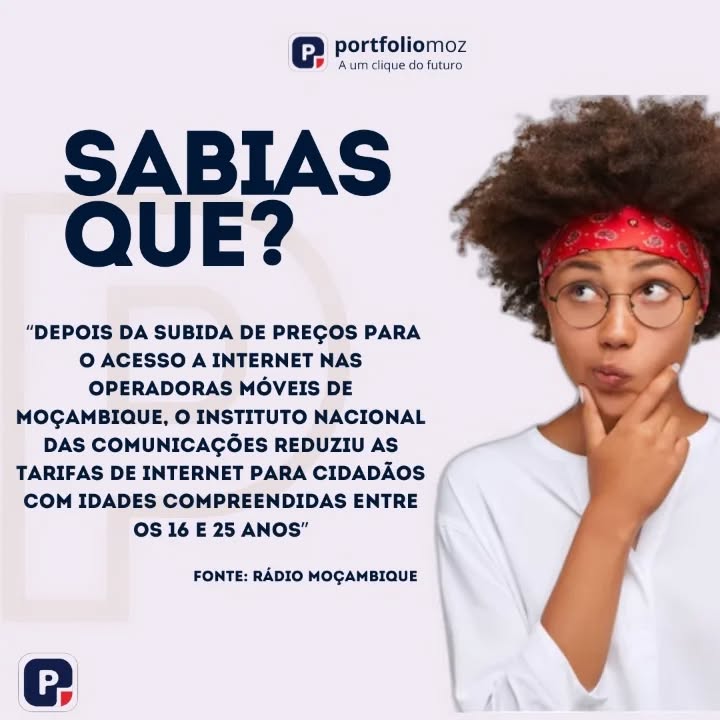 P.
portfoliomoz
A um clique do futuro
SABIAS
QUE?
“DEPOIS DA SUBIDA DE PREÇOS PARA
O ACESSO A INTERNET NAS
OPERADORAS MÓVEIS DE
MOÇAMBIQUE, O INSTITUTO NACIONAL
DAS COMUNICAÇÕES REDUZIU AS
TARIFAS DE INTERNET PARA CIDADÃOS
COM IDADES COMPREENDIDAS ENTRE
OS 16 E 25 ANOS”
FONTE: RÁDIO MOÇAMBIQUE
P.